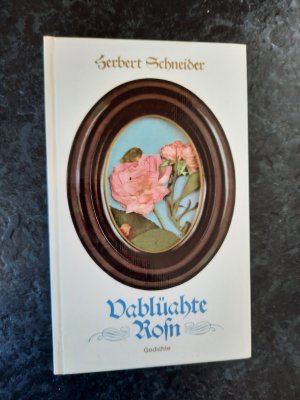 Herbert Schneider
Vablüahte
Rosn
Gedichte